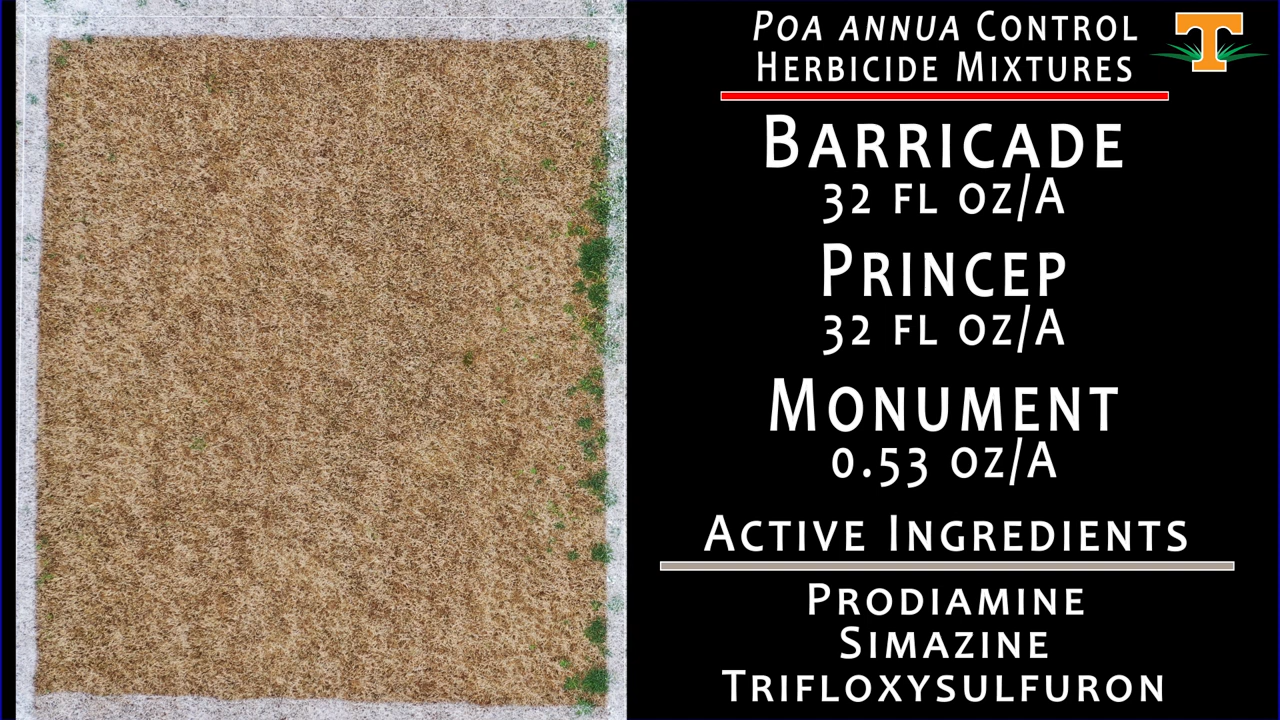 POA ANNUA CONTROL
HERBICIDE MIXTURES
T
BARRICADE
32 FL OZ/A
PRINCEP
32 FL OZ/A
MONUMENT
0.53 OZ/A
ACTIVE INGREDIENTS
PRODIAMINE
SIMAZINE
TRIFLOXYSULFURON